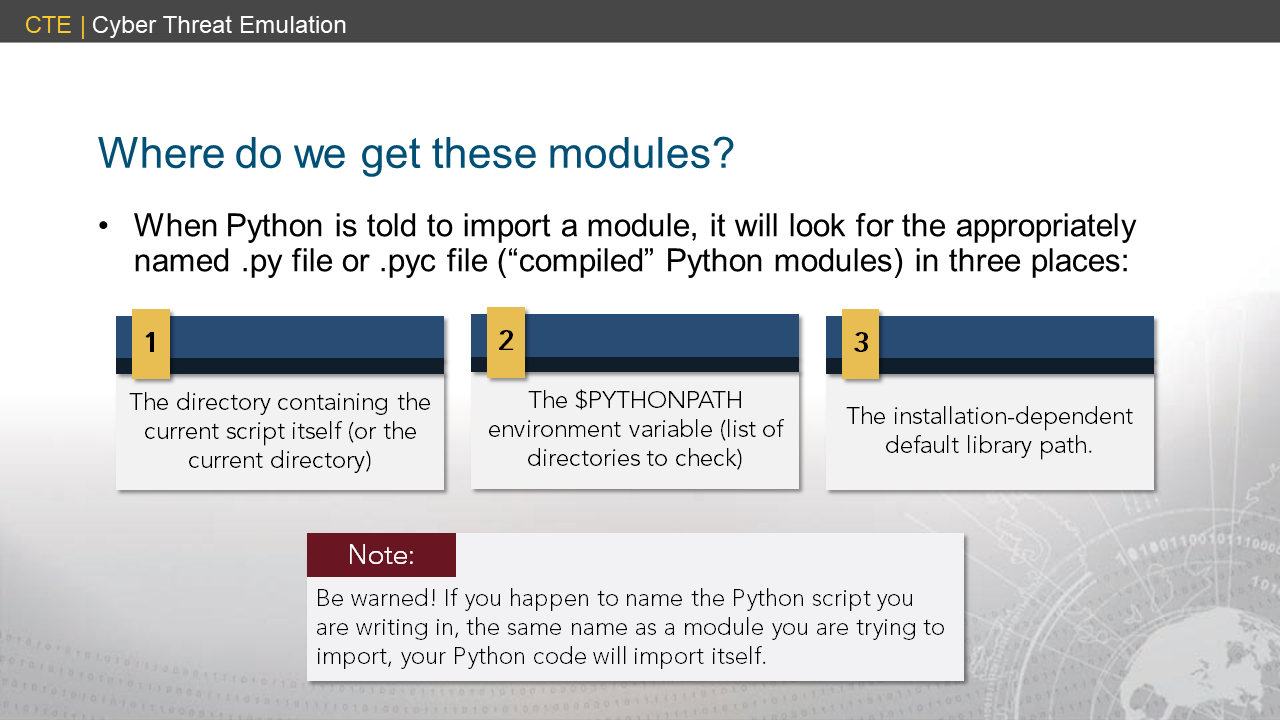 CTE | Cyber Threat Emulation
Where do we get these modules?
• When Python is told to import a module, it will look for the appropriately
named .py file or .pyc file (“compiled” Python modules) in three places:
1
The directory containing the
current script itself (or the
current directory)
2
The $PYTHONPATH
environment variable (list of
directories to check)
3
The installation-dependent
default library path.
Note:
Be warned! If you happen to name the Python script you
are writing in, the same name as a module you are trying to
import, your Python code will import itself.